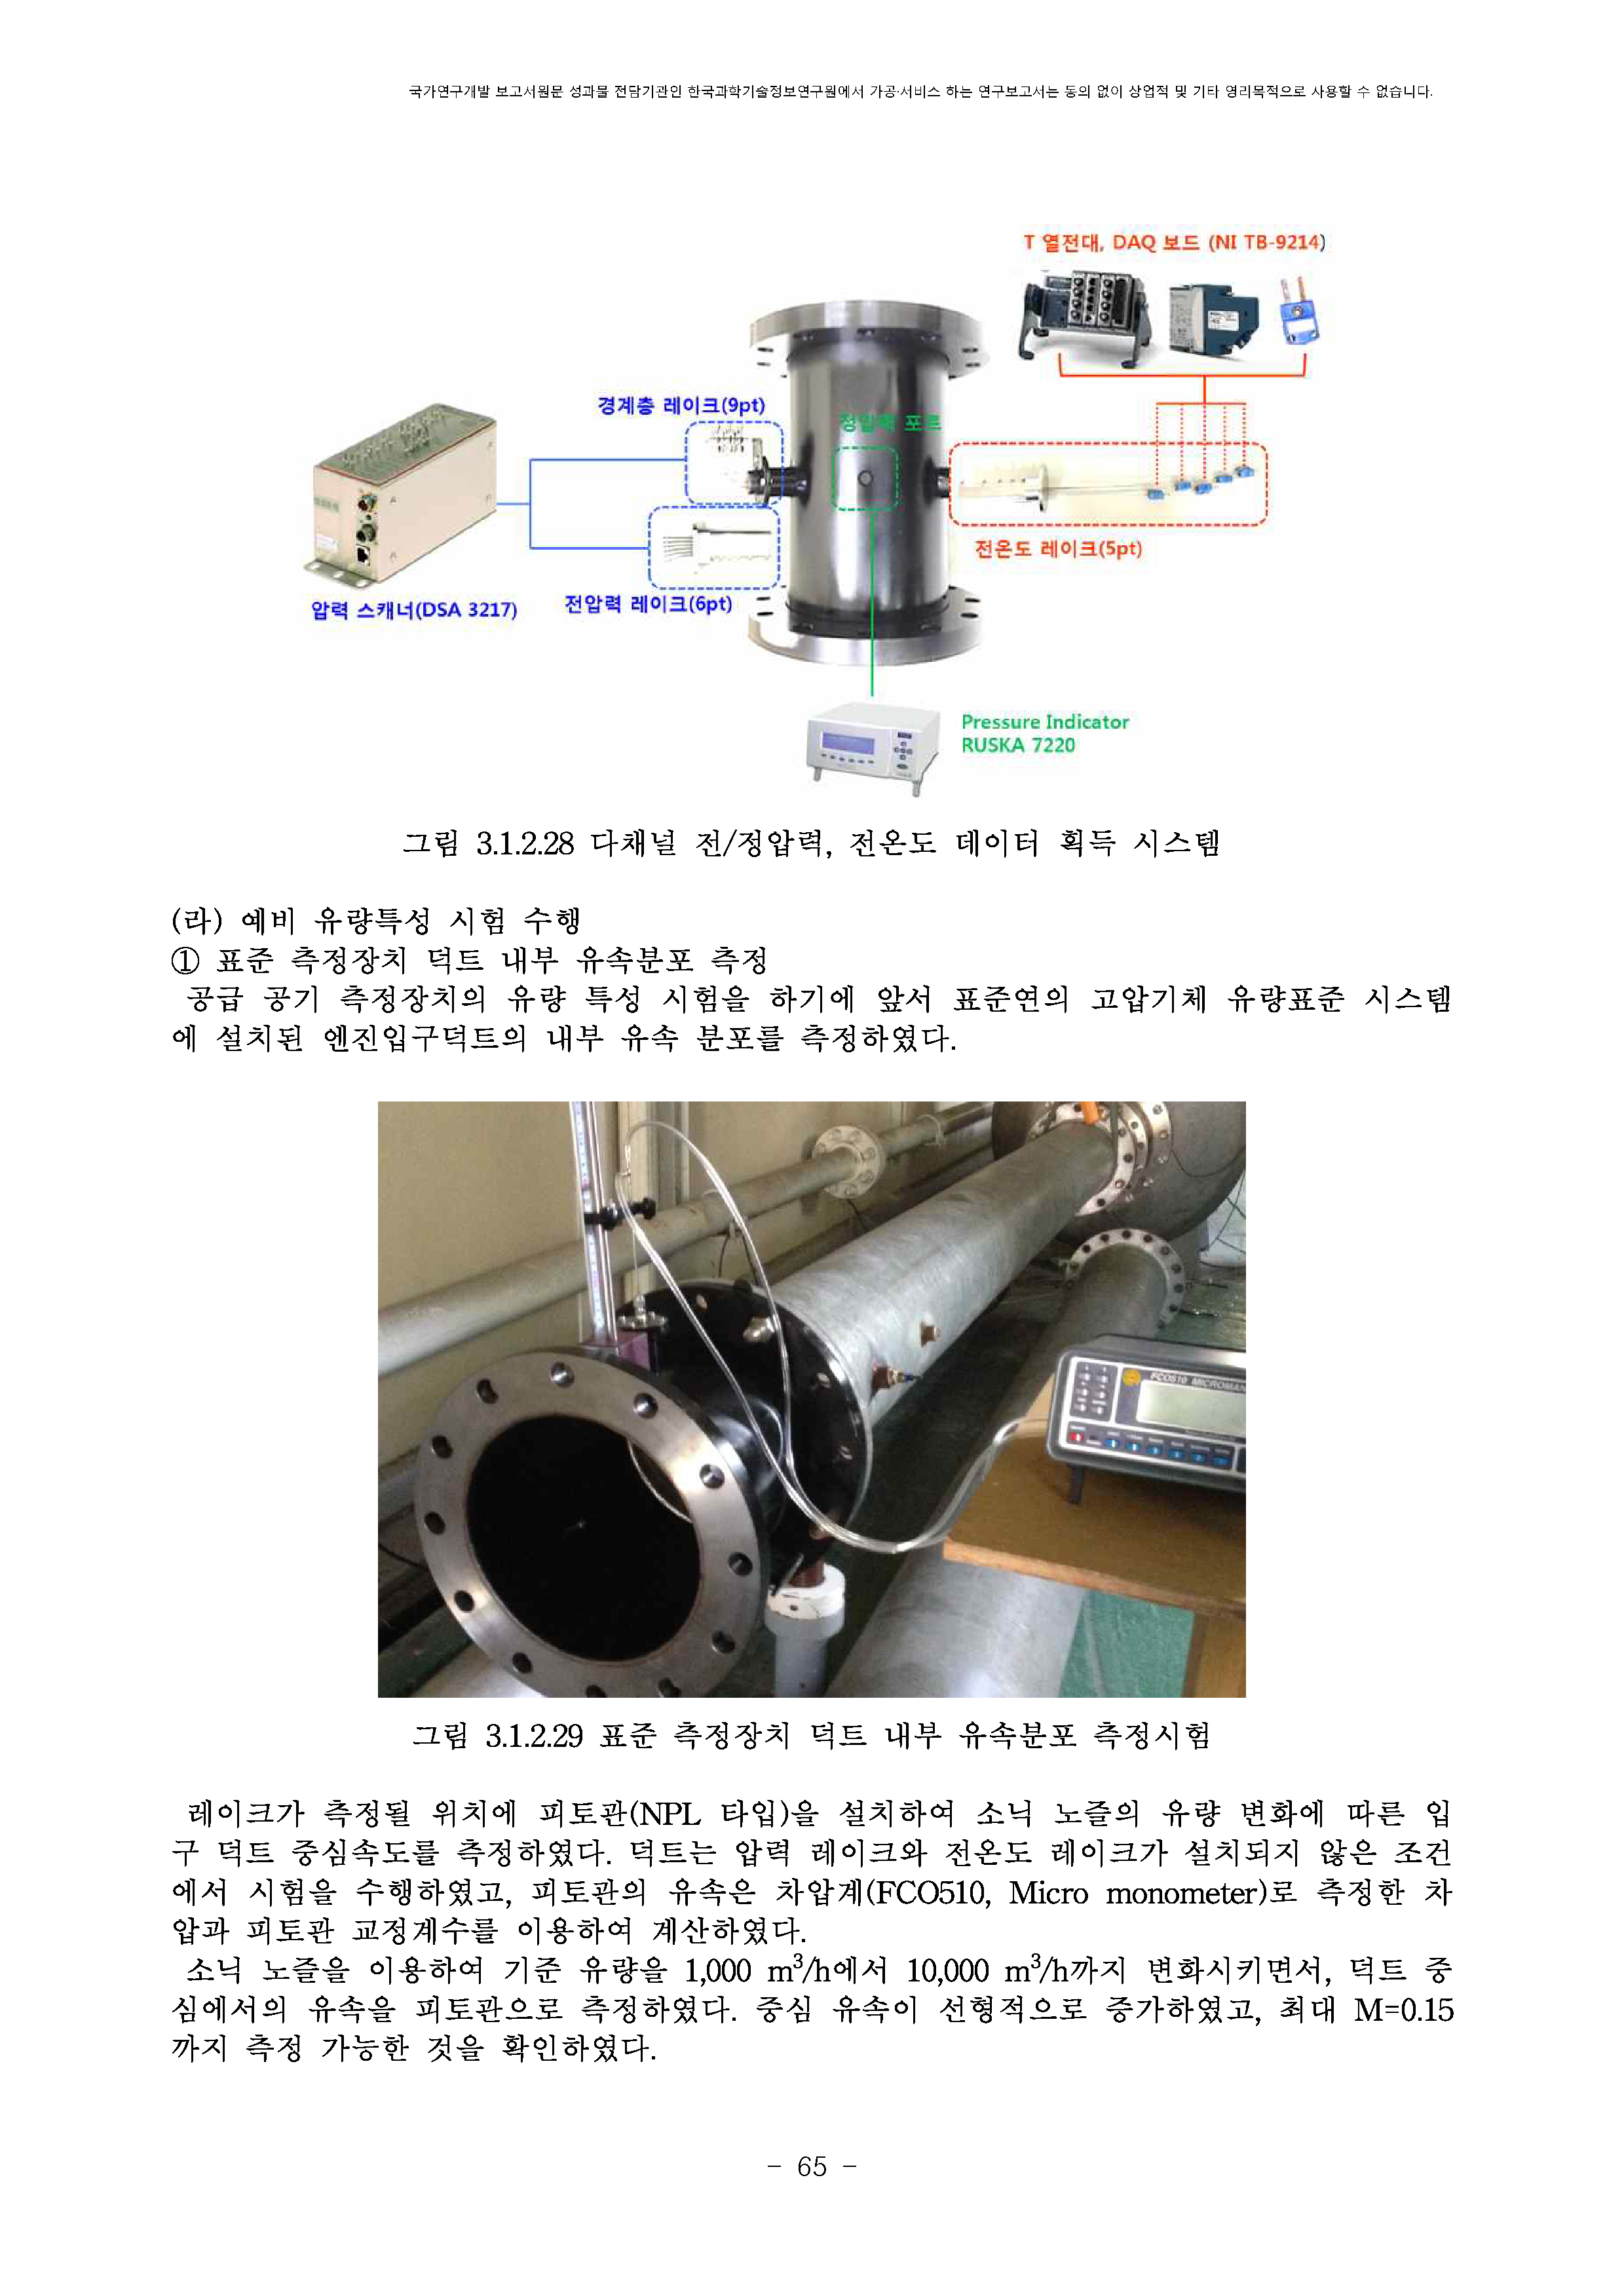 국가연구개발 보고서원문 성과물 전담기관인 한국과학기술정보연구원에서 가공·서비스 하는 연구보고서는 동의 없이 상업적 및 기타 영리목적으로 사용할 수 없습니다.
T 열전대, DAQ 보드 (NI TB-9214)
경계층 레이크(9pt)
정압력 포트
전온도 레이크(5pt)
압력 스캐너(DSA 3217)
전압력 레이크(6pt)
Pressure Indicator
RUSKA 7220
그림 3.1.2.28 다채널 전/정압력, 전온도 데이터 획득 시스템
(라) 예비 유량특성 시험 수행
① 표준 측정장치 덕트 내부 유속분포 측정
공급 공기 측정장치의 유량 특성 시험을 하기에 앞서 표준연의 고압기체 유량표준 시스템
에 설치된 엔진입구덕트의 내부 유속 분포를 측정하였다.
FCO510 MICROMAN
그림 3.1.2.29 표준 측정장치 덕트 내부 유속분포 측정시험
레이크가 측정될 위치에 피토관(NPL 타입)을 설치하여 소닉 노즐의 유량 변화에 따른 입
구 덕트 중심속도를 측정하였다. 덕트는 압력 레이크와 전온도 레이크가 설치되지 않은 조건
에서 시험을 수행하였고, 피토관의 유속은 차압계(FCO510, Micro monometer)로 측정한 차
압과 피토관 교정계수를 이용하여 계산하였다.
소닉 노즐을 이용하여 기준 유량을 1,000 m³/h에서 10,000 m³/h까지 변화시키면서, 덕트 중
심에서의 유속을 피토관으로 측정하였다. 중심 유속이 선형적으로 증가하였고, 최대 M=0.15
까지 측정 가능한 것을 확인하였다.
- 65 -